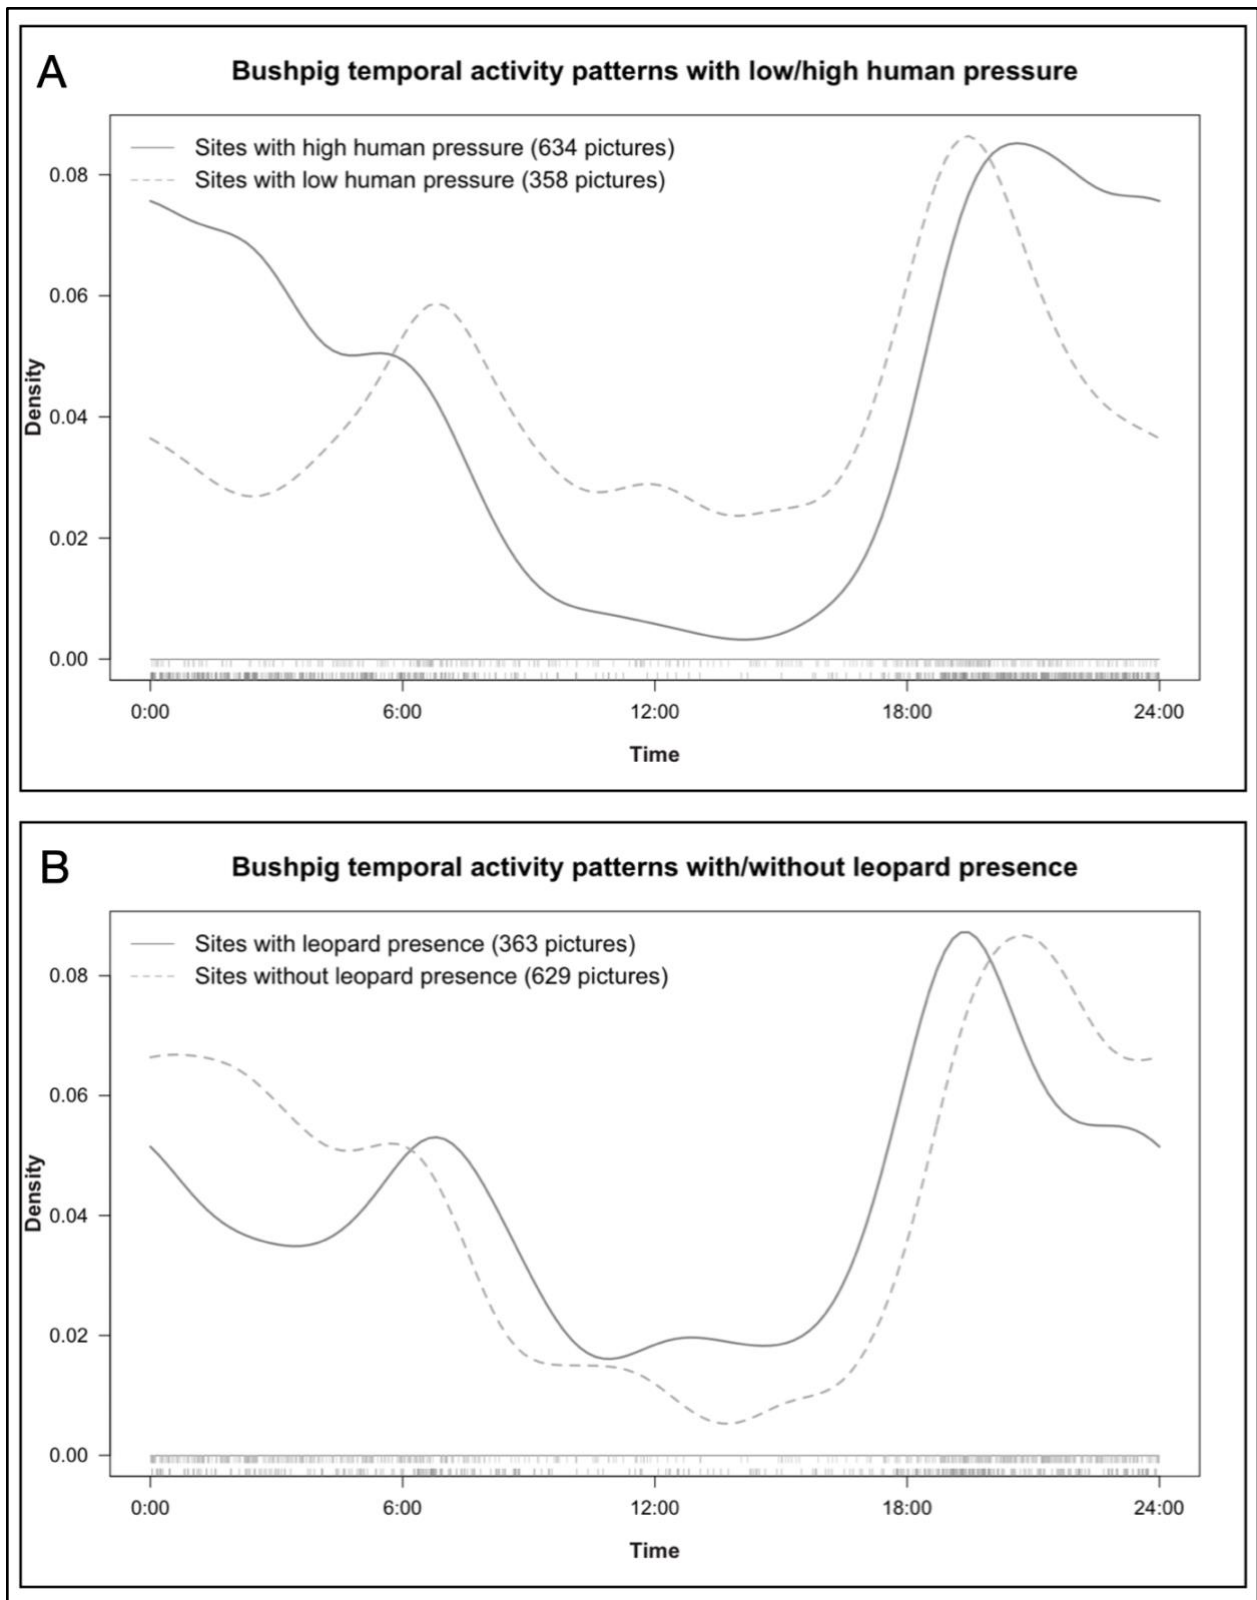 A
Bushpig temporal activity patterns with low/high human pressure
Sites with high human pressure (634 pictures)
Sites with low human pressure (358 pictures)
0.08
0.06
0.04
0.02
0.00
Density
0:00 6:00 12:00 18:00 24:00
Time
B
Bushpig temporal activity patterns with/without leopard presence
Sites with leopard presence (363 pictures)
Sites without leopard presence (629 pictures)
0.08
0.06
0.04
0.02
0.00
Density
0:00 6:00 12:00 18:00 24:00
Time